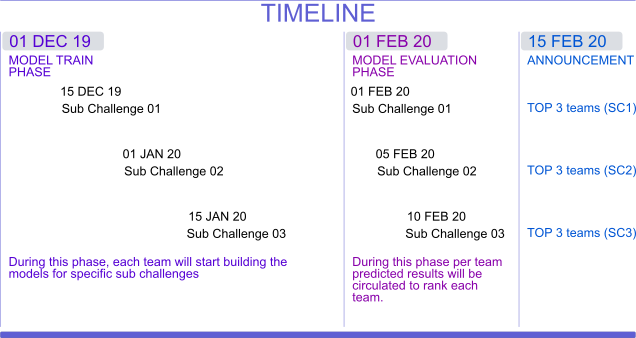 TIMELINE
01 DEC 19
MODEL TRAIN
PHASE
15 DEC 19
Sub Challenge 01
01 JAN 20
Sub Challenge 02
15 JAN 20
Sub Challenge 03
During this phase, each team will start building the
models for specific sub challenges
01 FEB 20
MODEL EVALUATION
PHASE
01 FEB 20
Sub Challenge 01
05 FEB 20
Sub Challenge 02
10 FEB 20
Sub Challenge 03
During this phase per team
predicted results will be
circulated to rank each
team.
15 FEB 20
ANNOUNCEMENT
TOP 3 teams (SC1)
TOP 3 teams (SC2)
TOP 3 teams (SC3)